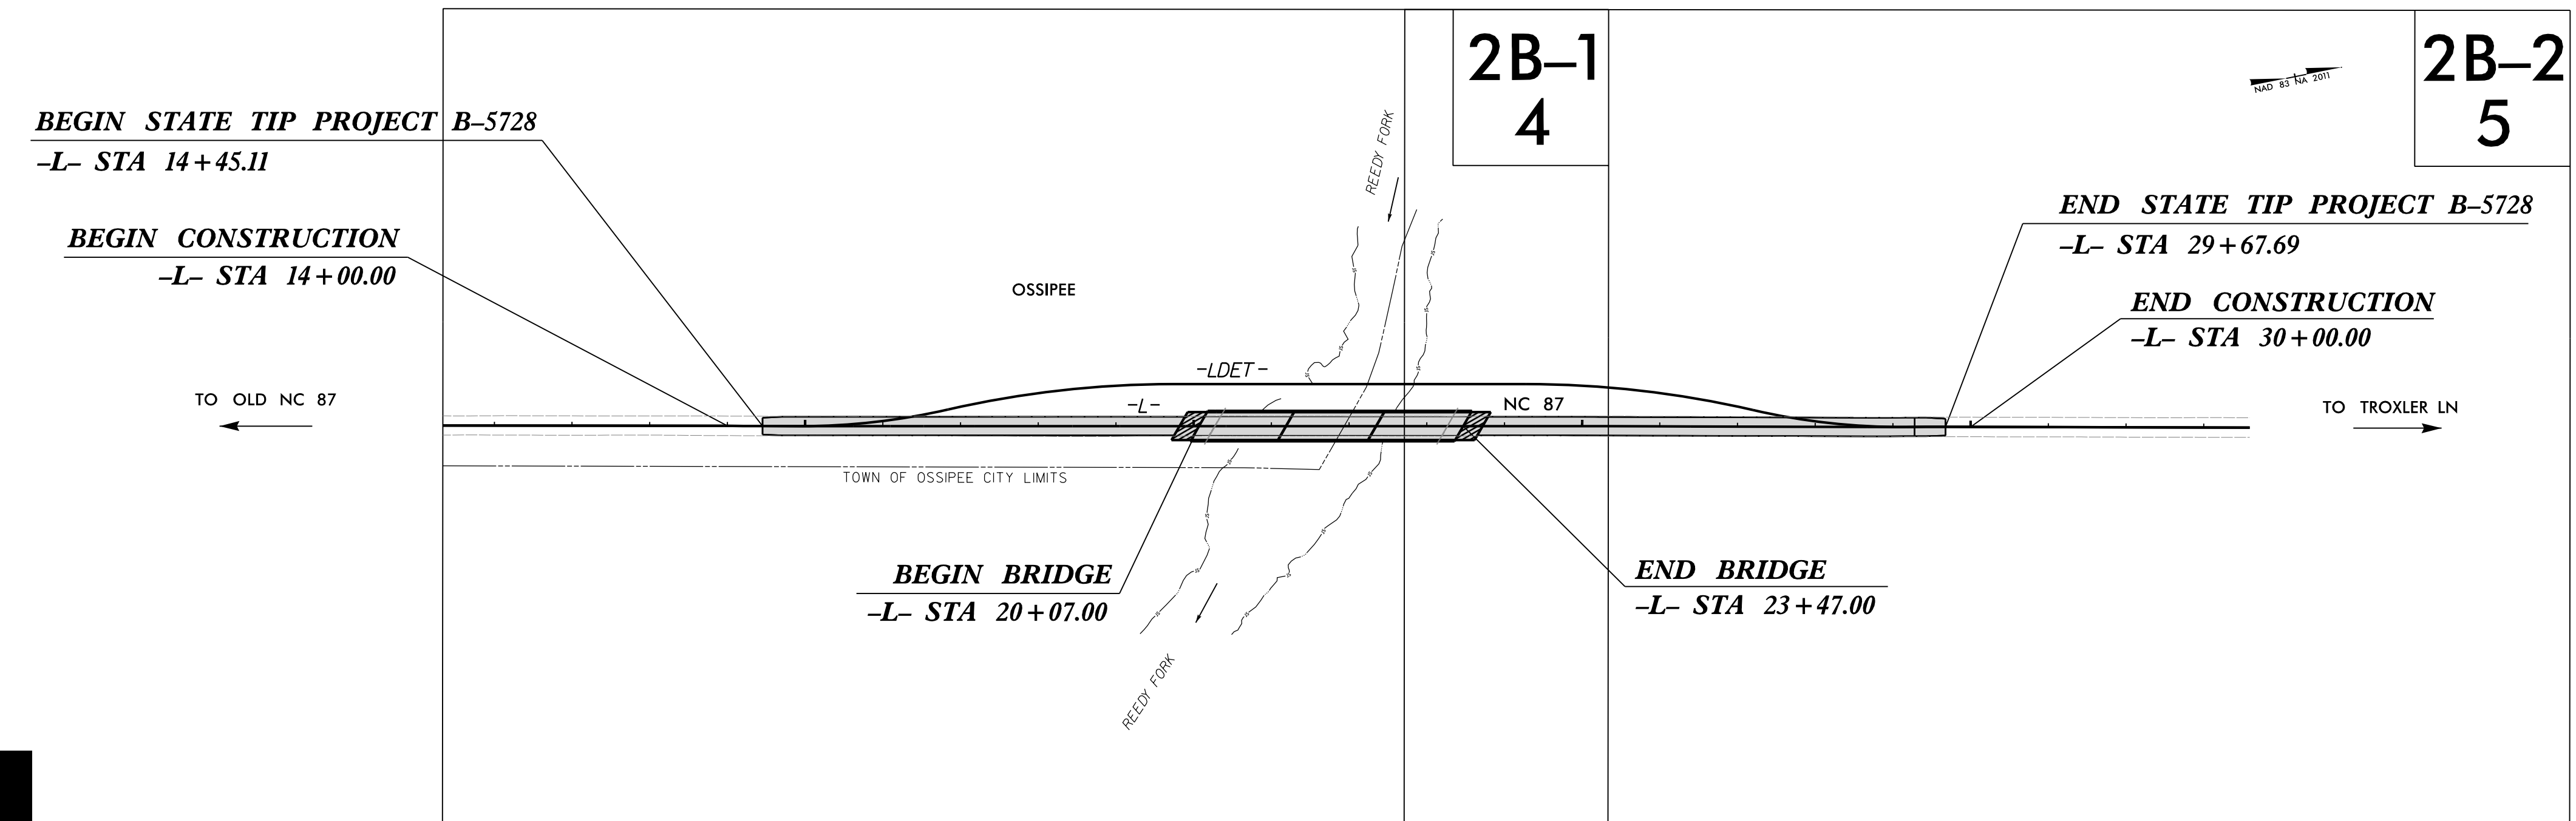 2B–1
4
2B–2
5
NAD 83 NA 2011
BEGIN STATE TIP PROJECT B–5728
–L– STA 14+45.11
BEGIN CONSTRUCTION
–L– STA 14+00.00
REEDY FORK
END STATE TIP PROJECT B–5728
–L– STA 29+67.69
END CONSTRUCTION
–L– STA 30+00.00
OSSIPEE
-LDET-
-L-
NC 87
TO OLD NC 87
TO TROXLER LN
TOWN OF OSSIPEE CITY LIMITS
BEGIN BRIDGE
–L– STA 20+07.00
END BRIDGE
–L– STA 23+47.00
REEDY FORK